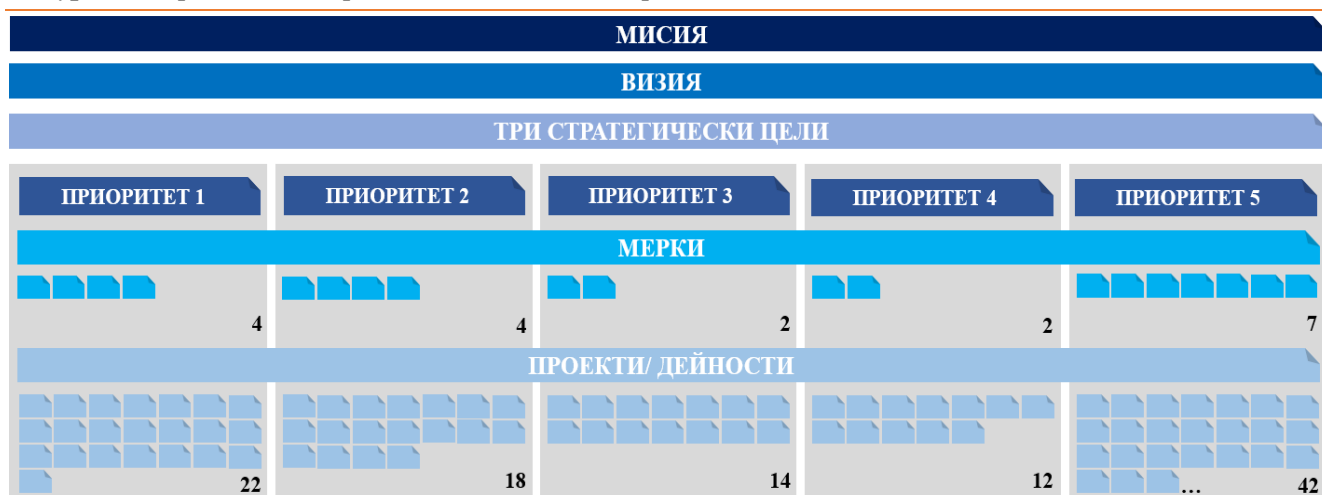 МИСИЯ
ВИЗИЯ
ТРИ СТРАТЕГИЧЕСКИ ЦЕЛИ
ПРИОРИТЕТ 1 ПРИОРИТЕТ 2 ПРИОРИТЕТ 3 ПРИОРИТЕТ 4 ПРИОРИТЕТ 5
МЕРКИ
4 4 2 2 7
ПРОЕКТИ/ ДЕЙНОСТИ
22 18 14 12 ... 42